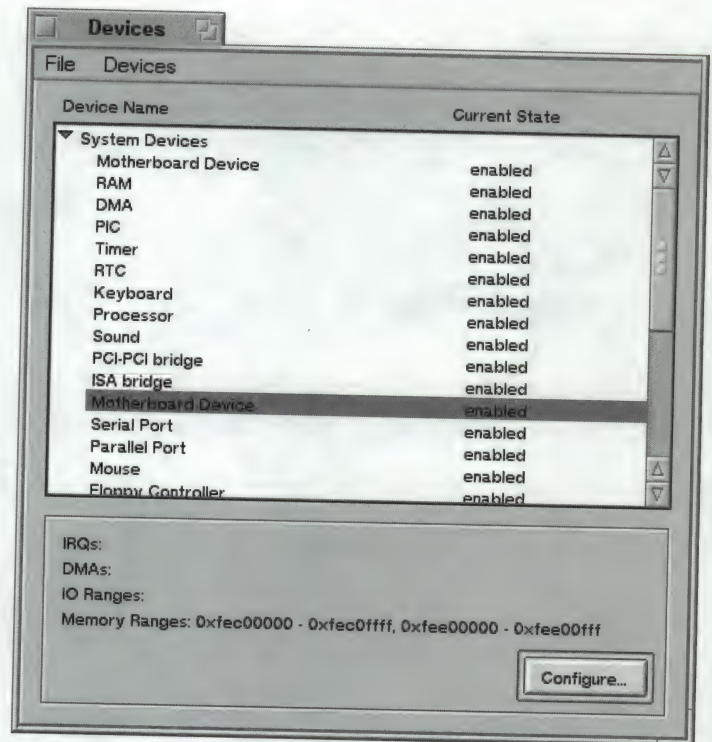 Devices
File Devices
Device Name Current State
System Devices
Motherboard Device enabled
RAM enabled
DMA enabled
PIC enabled
Timer enabled
RTC enabled
Keyboard enabled
Processor enabled
Sound enabled
PCI-PCI bridge enabled
ISA bridge enabled
Motherboard Device enabled
Serial Port enabled
Parallel Port enabled
Mouse enabled
Floppy Controller enabled
IRQs:
DMAs:
IO Ranges:
Memory Ranges: 0xfec00000 - 0xfec0ffff, 0xfee00000 - 0xfee00fff
Configure...